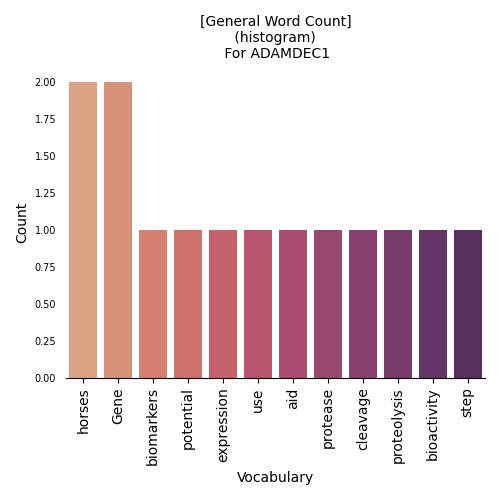 [General Word Count]
(histogram)
For ADAMDEC1
2.00
1.75
1.50
1.25
1.00
0.75
0.50
0.25
0.00
Count
horses
Gene
biomarkers
potential
expression
use
aid
protease
cleavage
proteolysis
bioactivity
step
Vocabulary